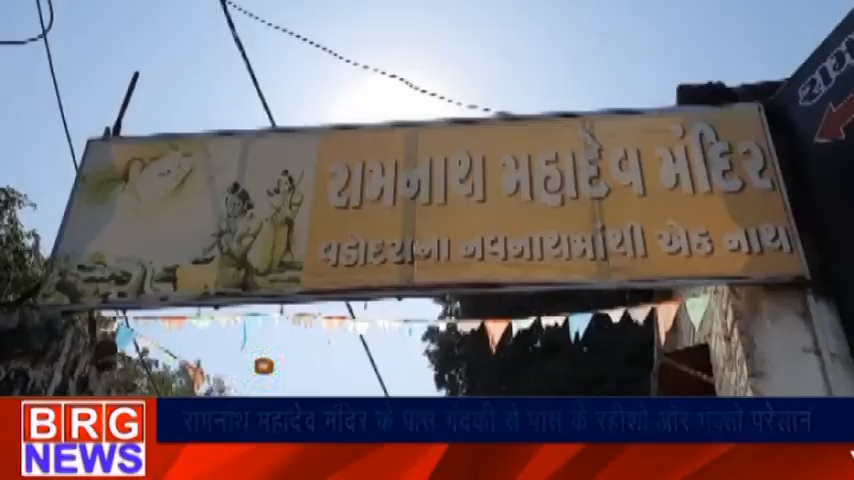 રામનાથ મહાદેવ મંદિર
વડોદરાના નવનાથમાંથી એક નાથ
રામ
BRG
NEWS
रामनाथ महादेव मंदिर के पास गंदकी से पास के रहीशो और भक्तो परेशान